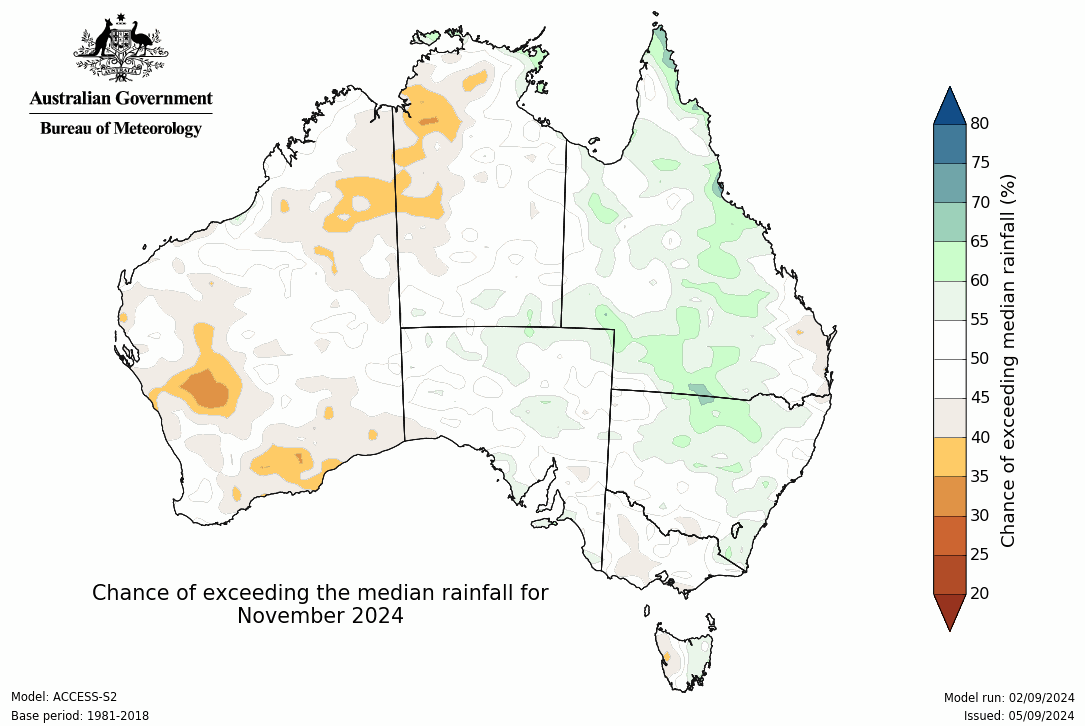 Australian Government
Bureau of Meteorology
80
75
70
65
60
55
50
45
40
35
30
25
20
Chance of exceeding median rainfall (%)
Chance of exceeding the median rainfall for
November 2024
Model: ACCESS-S2
Base period: 1981-2018
Model run: 02/09/2024
Issued: 05/09/2024